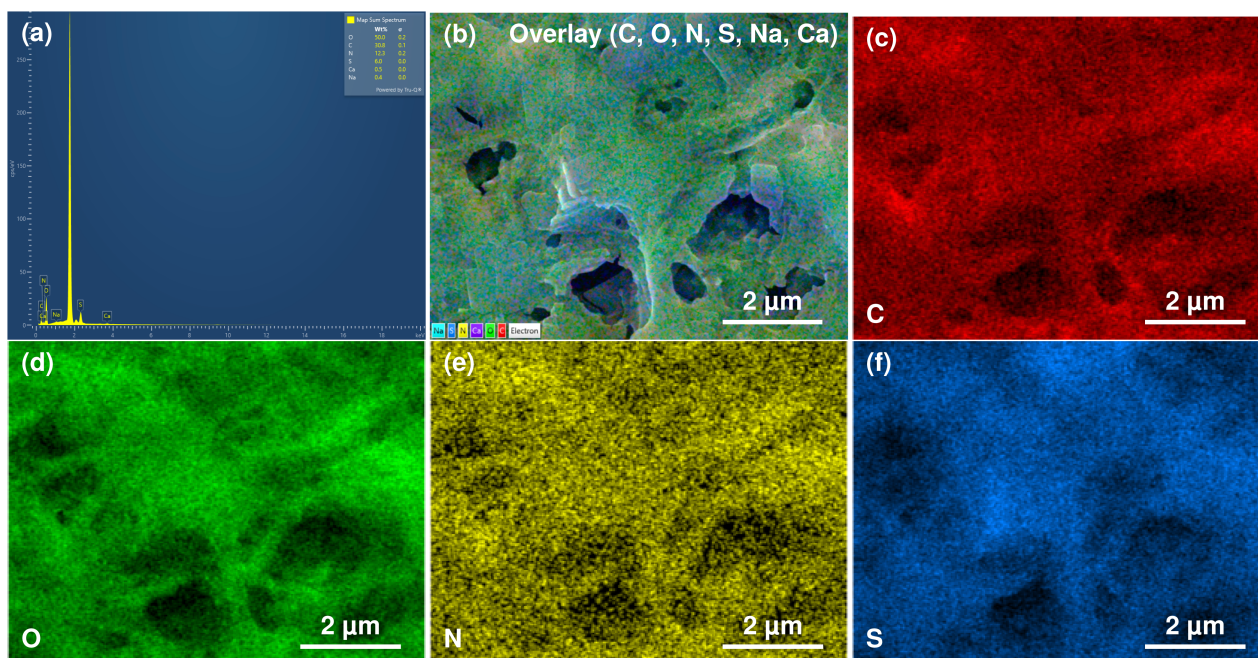 (a)
Map Sum Spectrum
Wt% σ
O 50.0 0.2
C 30.8 0.1
N 12.3 0.2
S 6.0 0.0
Ca 0.5 0.0
Na 0.4 0.0
Powered by Tru-Q®
cps/eV
250
200
150
100
50
0
N
O
C
Ca
Na
S
Ca
0 2 4 6 8 10 12 14 16 18 keV
(b) Overlay (C, O, N, S, Na, Ca)
2 µm
Na S N Ca O C Electron
(c)
C
2 µm
(d)
O
2 µm
(e)
N
2 µm
(f)
S
2 µm